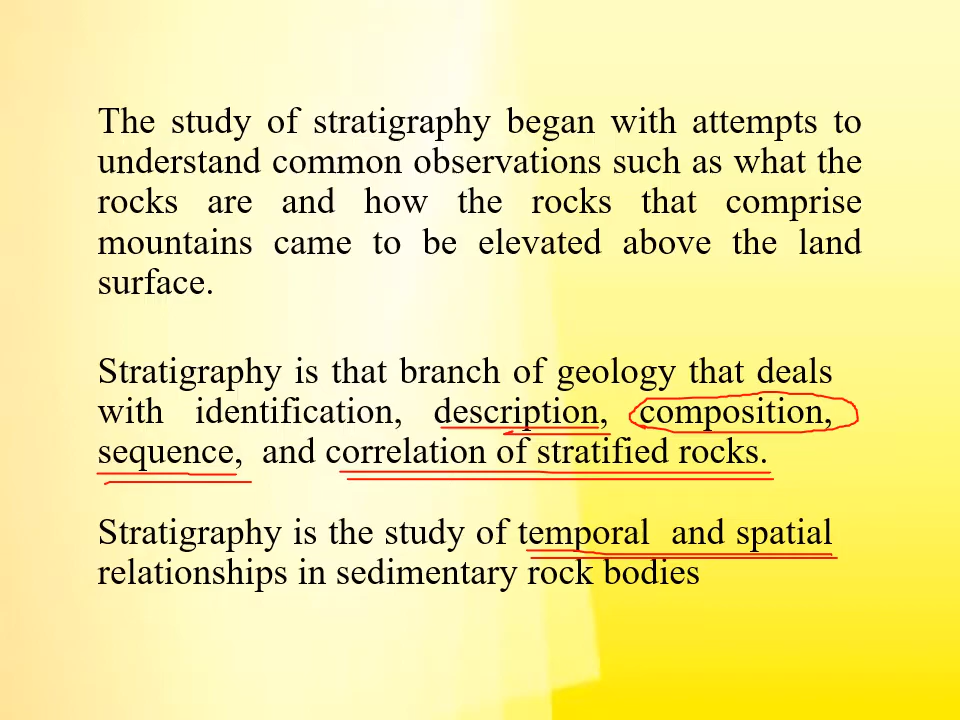 The study of stratigraphy began with attempts to
understand common observations such as what the
rocks are and how the rocks that comprise
mountains came to be elevated above the land
surface.
Stratigraphy is that branch of geology that deals
with identification, description, composition,
sequence, and correlation of stratified rocks.
Stratigraphy is the study of temporal and spatial
relationships in sedimentary rock bodies